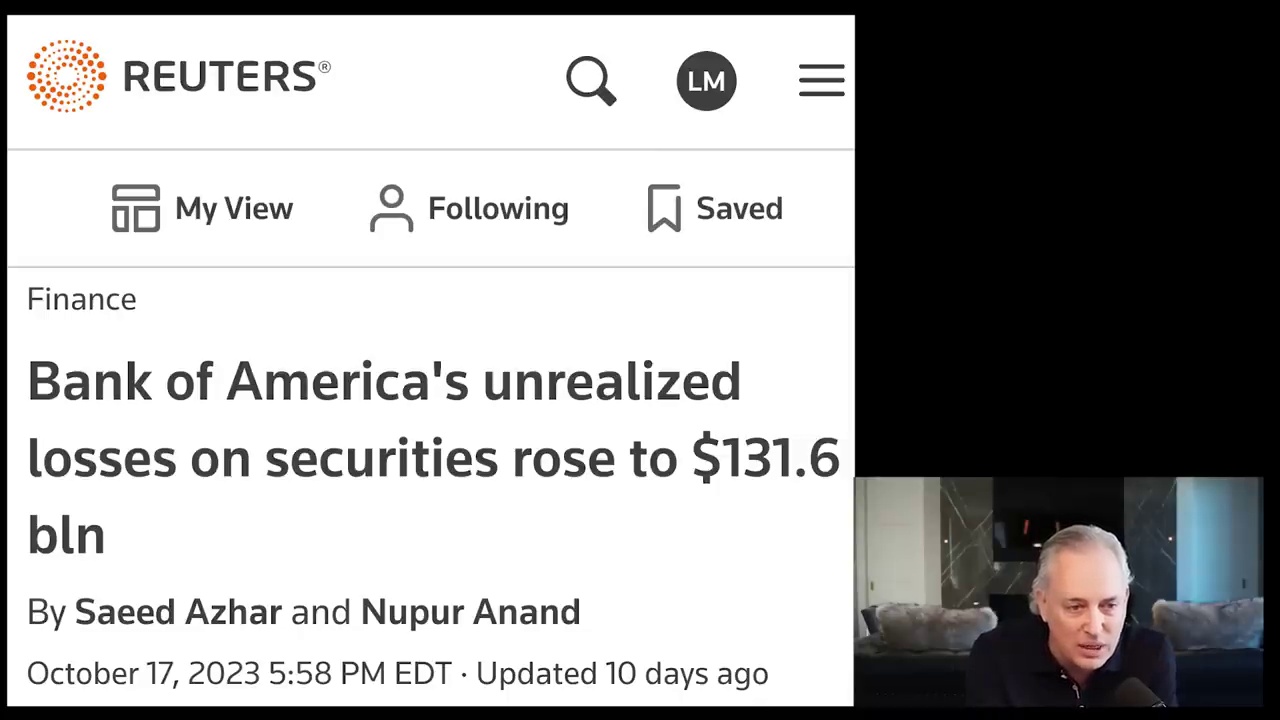 REUTERS®
LM
My View
Following
Saved
Finance
Bank of America's unrealized
losses on securities rose to $131.6
bln
By Saeed Azhar and Nupur Anand
October 17, 2023 5:58 PM EDT · Updated 10 days ago